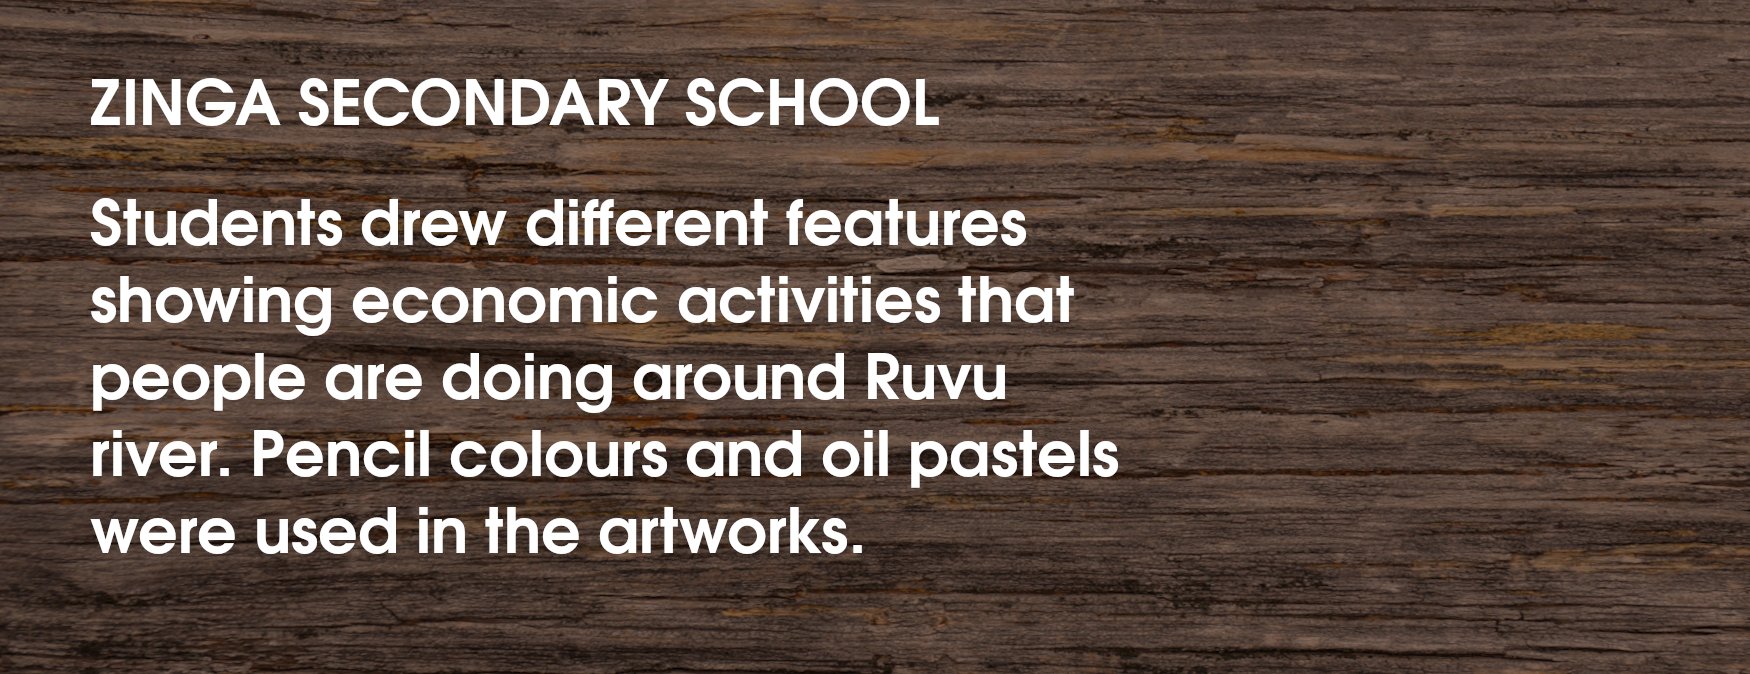 ZINGA SECONDARY SCHOOL
Students drew different features
showing economic activities that
people are doing around Ruvu
river. Pencil colours and oil pastels
were used in the artworks.